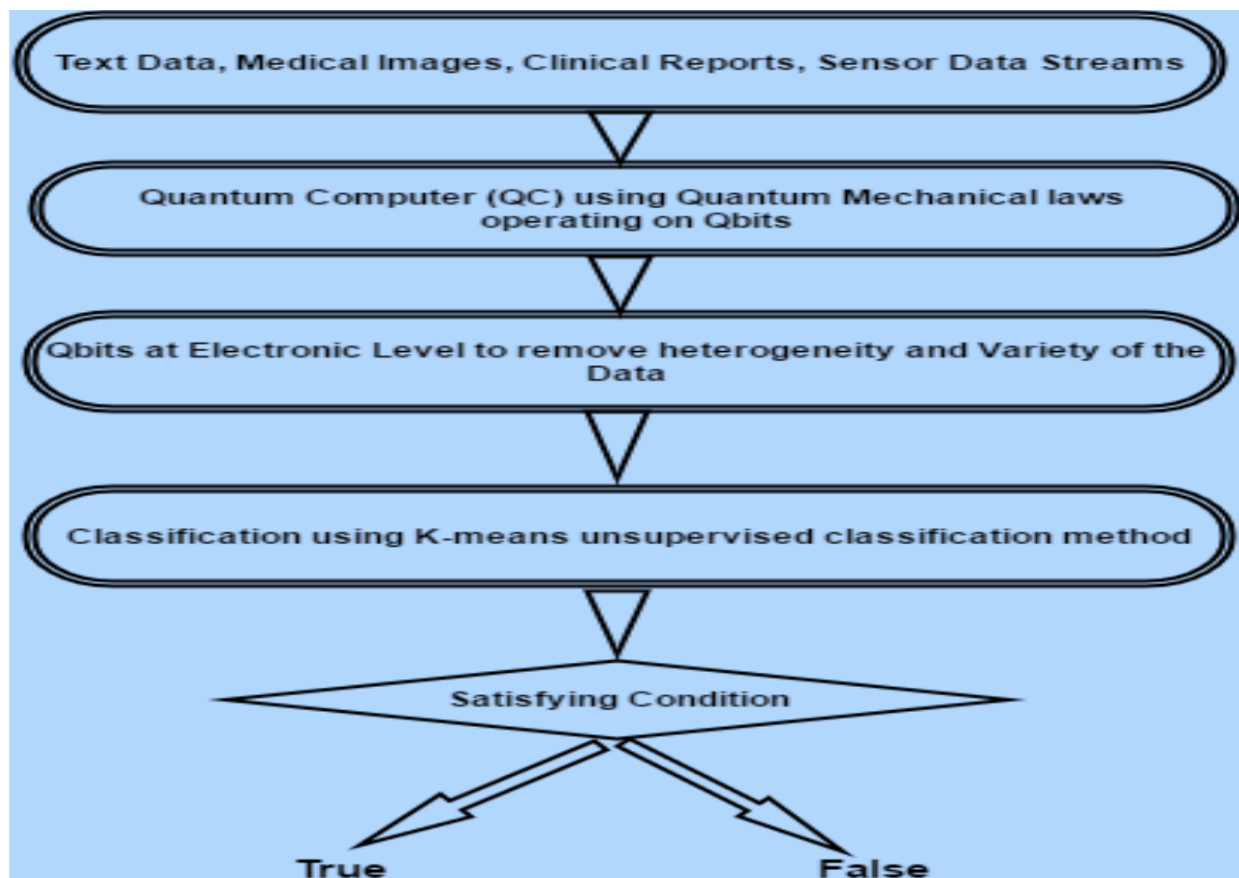 Text Data, Medical Images, Clinical Reports, Sensor Data Streams
Quantum Computer (QC) using Quantum Mechanical laws
operating on Qbits
Qbits at Electronic Level to remove heterogeneity and Variety of the
Data
Classification using K-means unsupervised classification method
Satisfying Condition
True
False